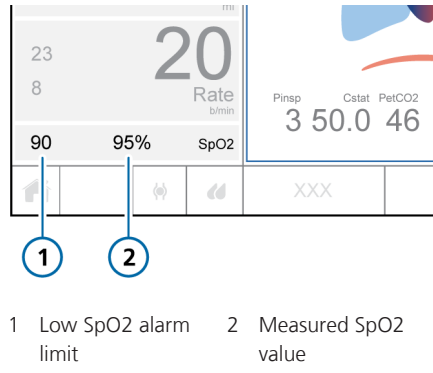 ml
23
20
8
Rate
b/min
90 95% SpO2
Pinsp Cstat PetCO2
3 50.0 46
XXX
1 2
1 Low SpO2 alarm limit
2 Measured SpO2 value